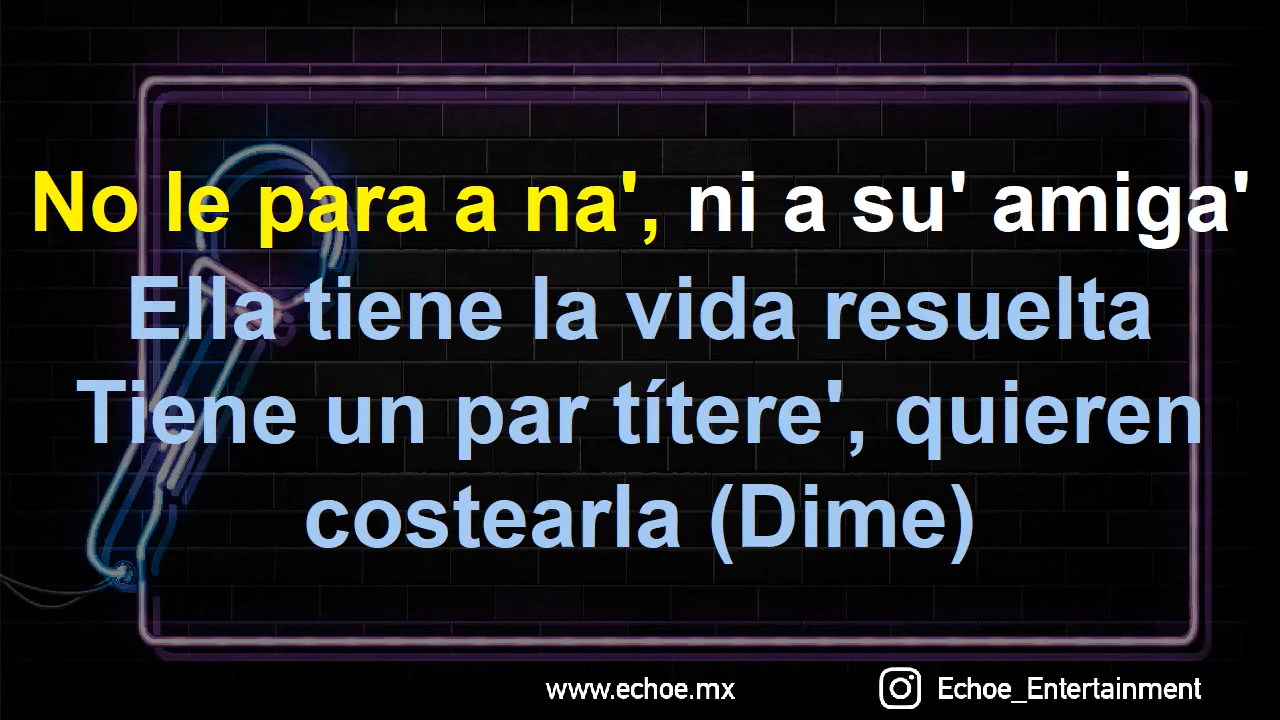 No le para a na', ni a su' amiga'
Ella tiene la vida resuelta
Tiene un par títere', quieren
costearla (Dime)
www.echoe.mx
Echoe_Entertainment